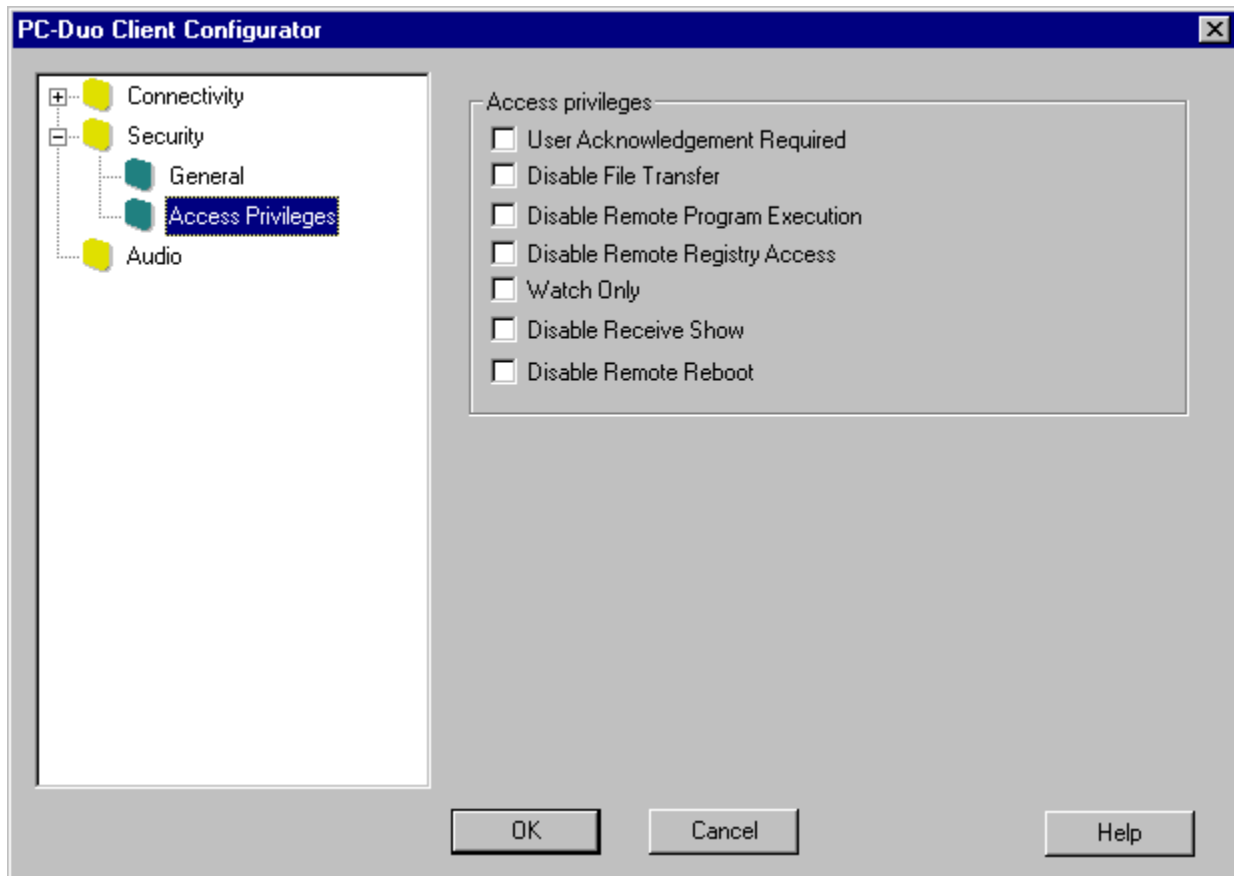 PC-Duo Client Configurator
Connectivity
Security
General
Access Privileges
Audio
Access privileges
User Acknowledgement Required
Disable File Transfer
Disable Remote Program Execution
Disable Remote Registry Access
Watch Only
Disable Receive Show
Disable Remote Reboot
OK
Cancel
Help